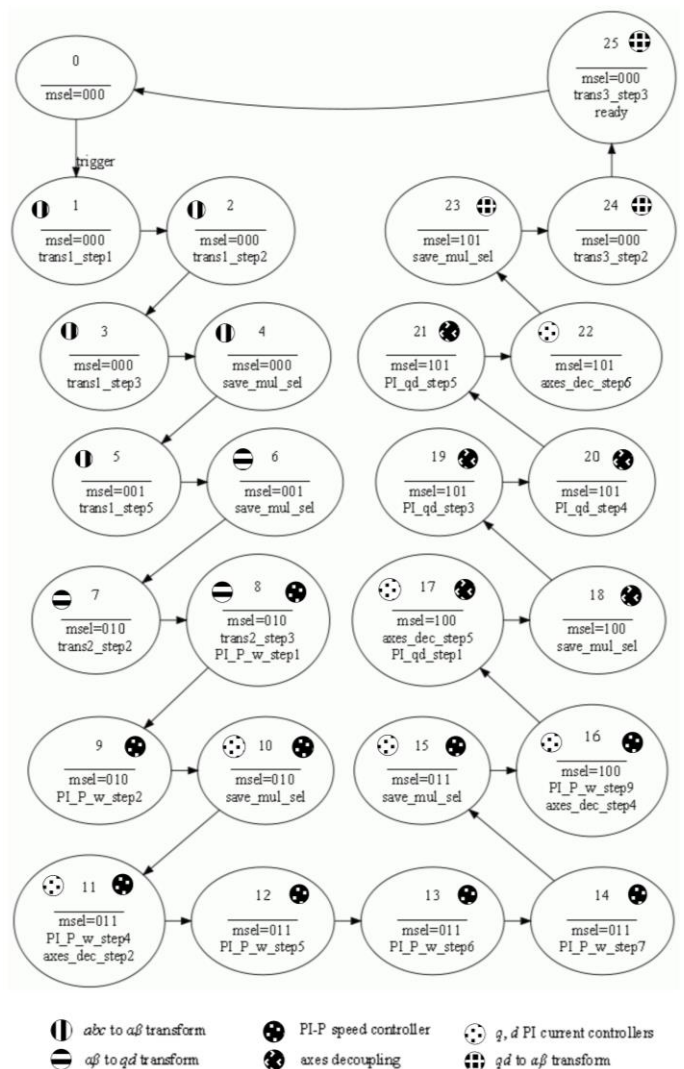 0
msel=000
trigger
1
msel=000
trans1_step1
2
msel=000
trans1_step2
3
msel=000
trans1_step3
4
msel=000
save_mul_sel
5
msel=001
trans1_step5
6
msel=001
save_mul_sel
7
msel=010
trans2_step2
8
msel=010
trans2_step3
PI_P_w_step1
9
msel=010
PI_P_w_step2
10
msel=010
save_mul_sel
11
msel=011
PI_P_w_step4
axes_dec_step2
12
msel=011
PI_P_w_step5
13
msel=011
PI_P_w_step6
14
msel=011
PI_P_w_step7
15
msel=011
save_mul_sel
16
msel=100
PI_P_w_step9
axes_dec_step4
17
msel=100
axes_dec_step5
PI_qd_step1
18
msel=100
save_mul_sel
19
msel=101
PI_qd_step3
20
msel=101
PI_qd_step4
21
msel=101
PI_qd_step5
22
msel=101
axes_dec_step6
23
msel=101
save_mul_sel
24
msel=000
trans3_step2
25
msel=000
trans3_step3
ready
abc to αβ transform
PI-P speed controller
q, d PI current controllers
αβ to qd transform
axes decoupling
qd to αβ transform